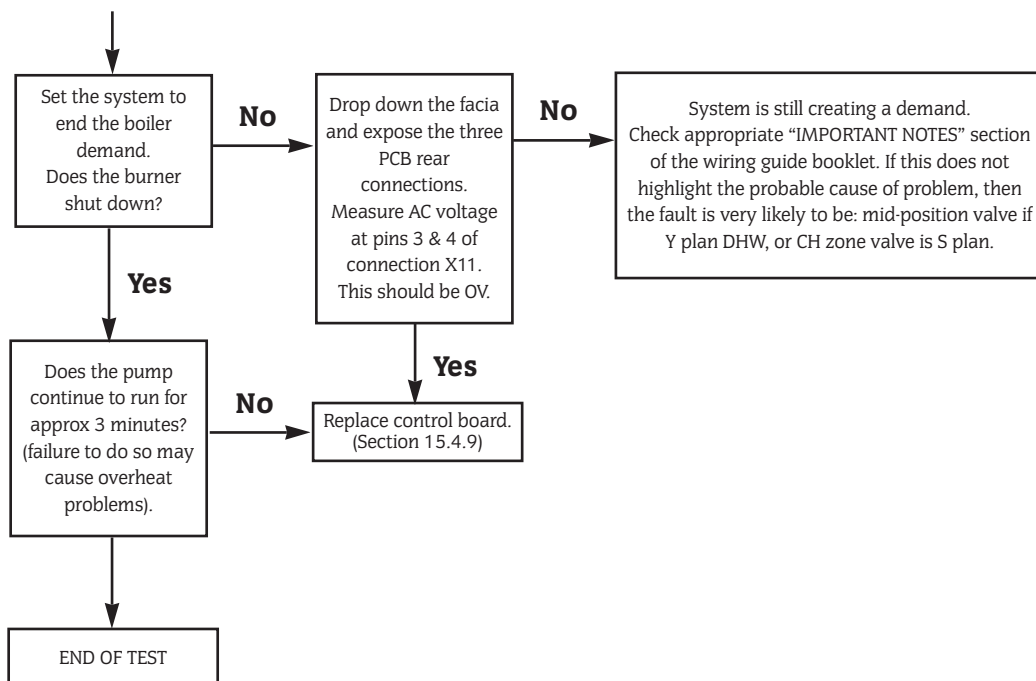 Set the system to
end the boiler
demand.
Does the burner
shut down?
No
Drop down the facia
and expose the three
PCB rear
connections.
Measure AC voltage
at pins 3 & 4 of
connection X11.
This should be OV.
No
System is still creating a demand.
Check appropriate “IMPORTANT NOTES” section
of the wiring guide booklet. If this does not
highlight the probable cause of problem, then
the fault is very likely to be: mid-position valve if
Y plan DHW, or CH zone valve is S plan.
Yes
Yes
Does the pump
continue to run for
approx 3 minutes?
(failure to do so may
cause overheat
problems).
No
Replace control board.
(Section 15.4.9)
END OF TEST